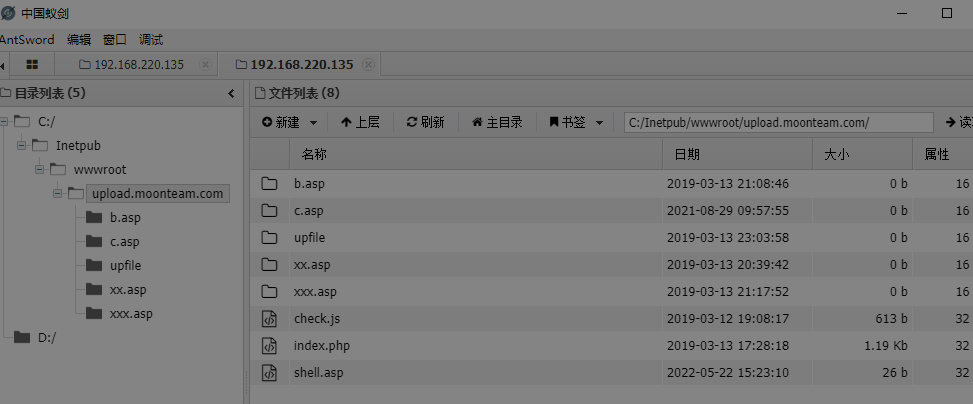 中国蚁剑
AntSword 编辑 窗口 调试
192.168.220.135 192.168.220.135
目录列表 (5)
C:/
Inetpub
wwwroot
upload.moonteam.com
b.asp
c.asp
upfile
xx.asp
xxx.asp
D:/
文件列表 (8)
新建 上层 刷新 主目录 书签 C:/Inetpub/wwwroot/upload.moonteam.com/
名称 日期 大小 属性
b.asp 2019-03-13 21:08:46 0 b 16
c.asp 2021-08-29 09:57:55 0 b 16
upfile 2019-03-13 23:03:58 0 b 16
xx.asp 2019-03-13 20:39:42 0 b 16
xxx.asp 2019-03-13 21:17:52 0 b 16
check.js 2019-03-12 19:08:17 613 b 32
index.php 2019-03-13 17:28:18 1.19 Kb 32
shell.asp 2022-05-22 15:23:10 26 b 32